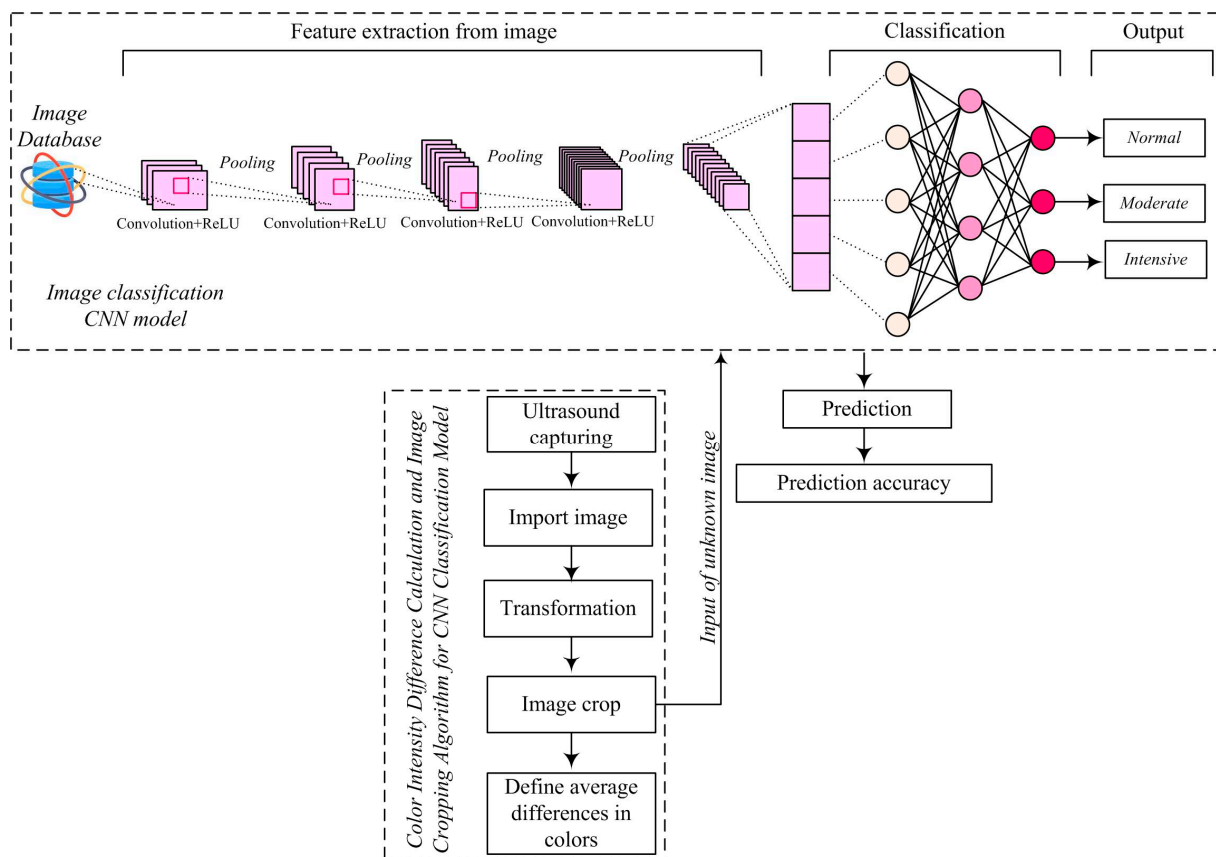 Feature extraction from image
Classification
Output
Image
Database
Pooling
Pooling
Pooling
Pooling
Convolution+ReLU
Convolution+ReLU
Convolution+ReLU
Convolution+ReLU
Normal
Moderate
Intensive
Image classification
CNN model
Color Intensity Difference Calculation and Image
Cropping Algorithm for CNN Classification Model
Ultrasound
capturing
Import image
Transformation
Image crop
Define average
differences in
colors
Input of unknown image
Prediction
Prediction accuracy